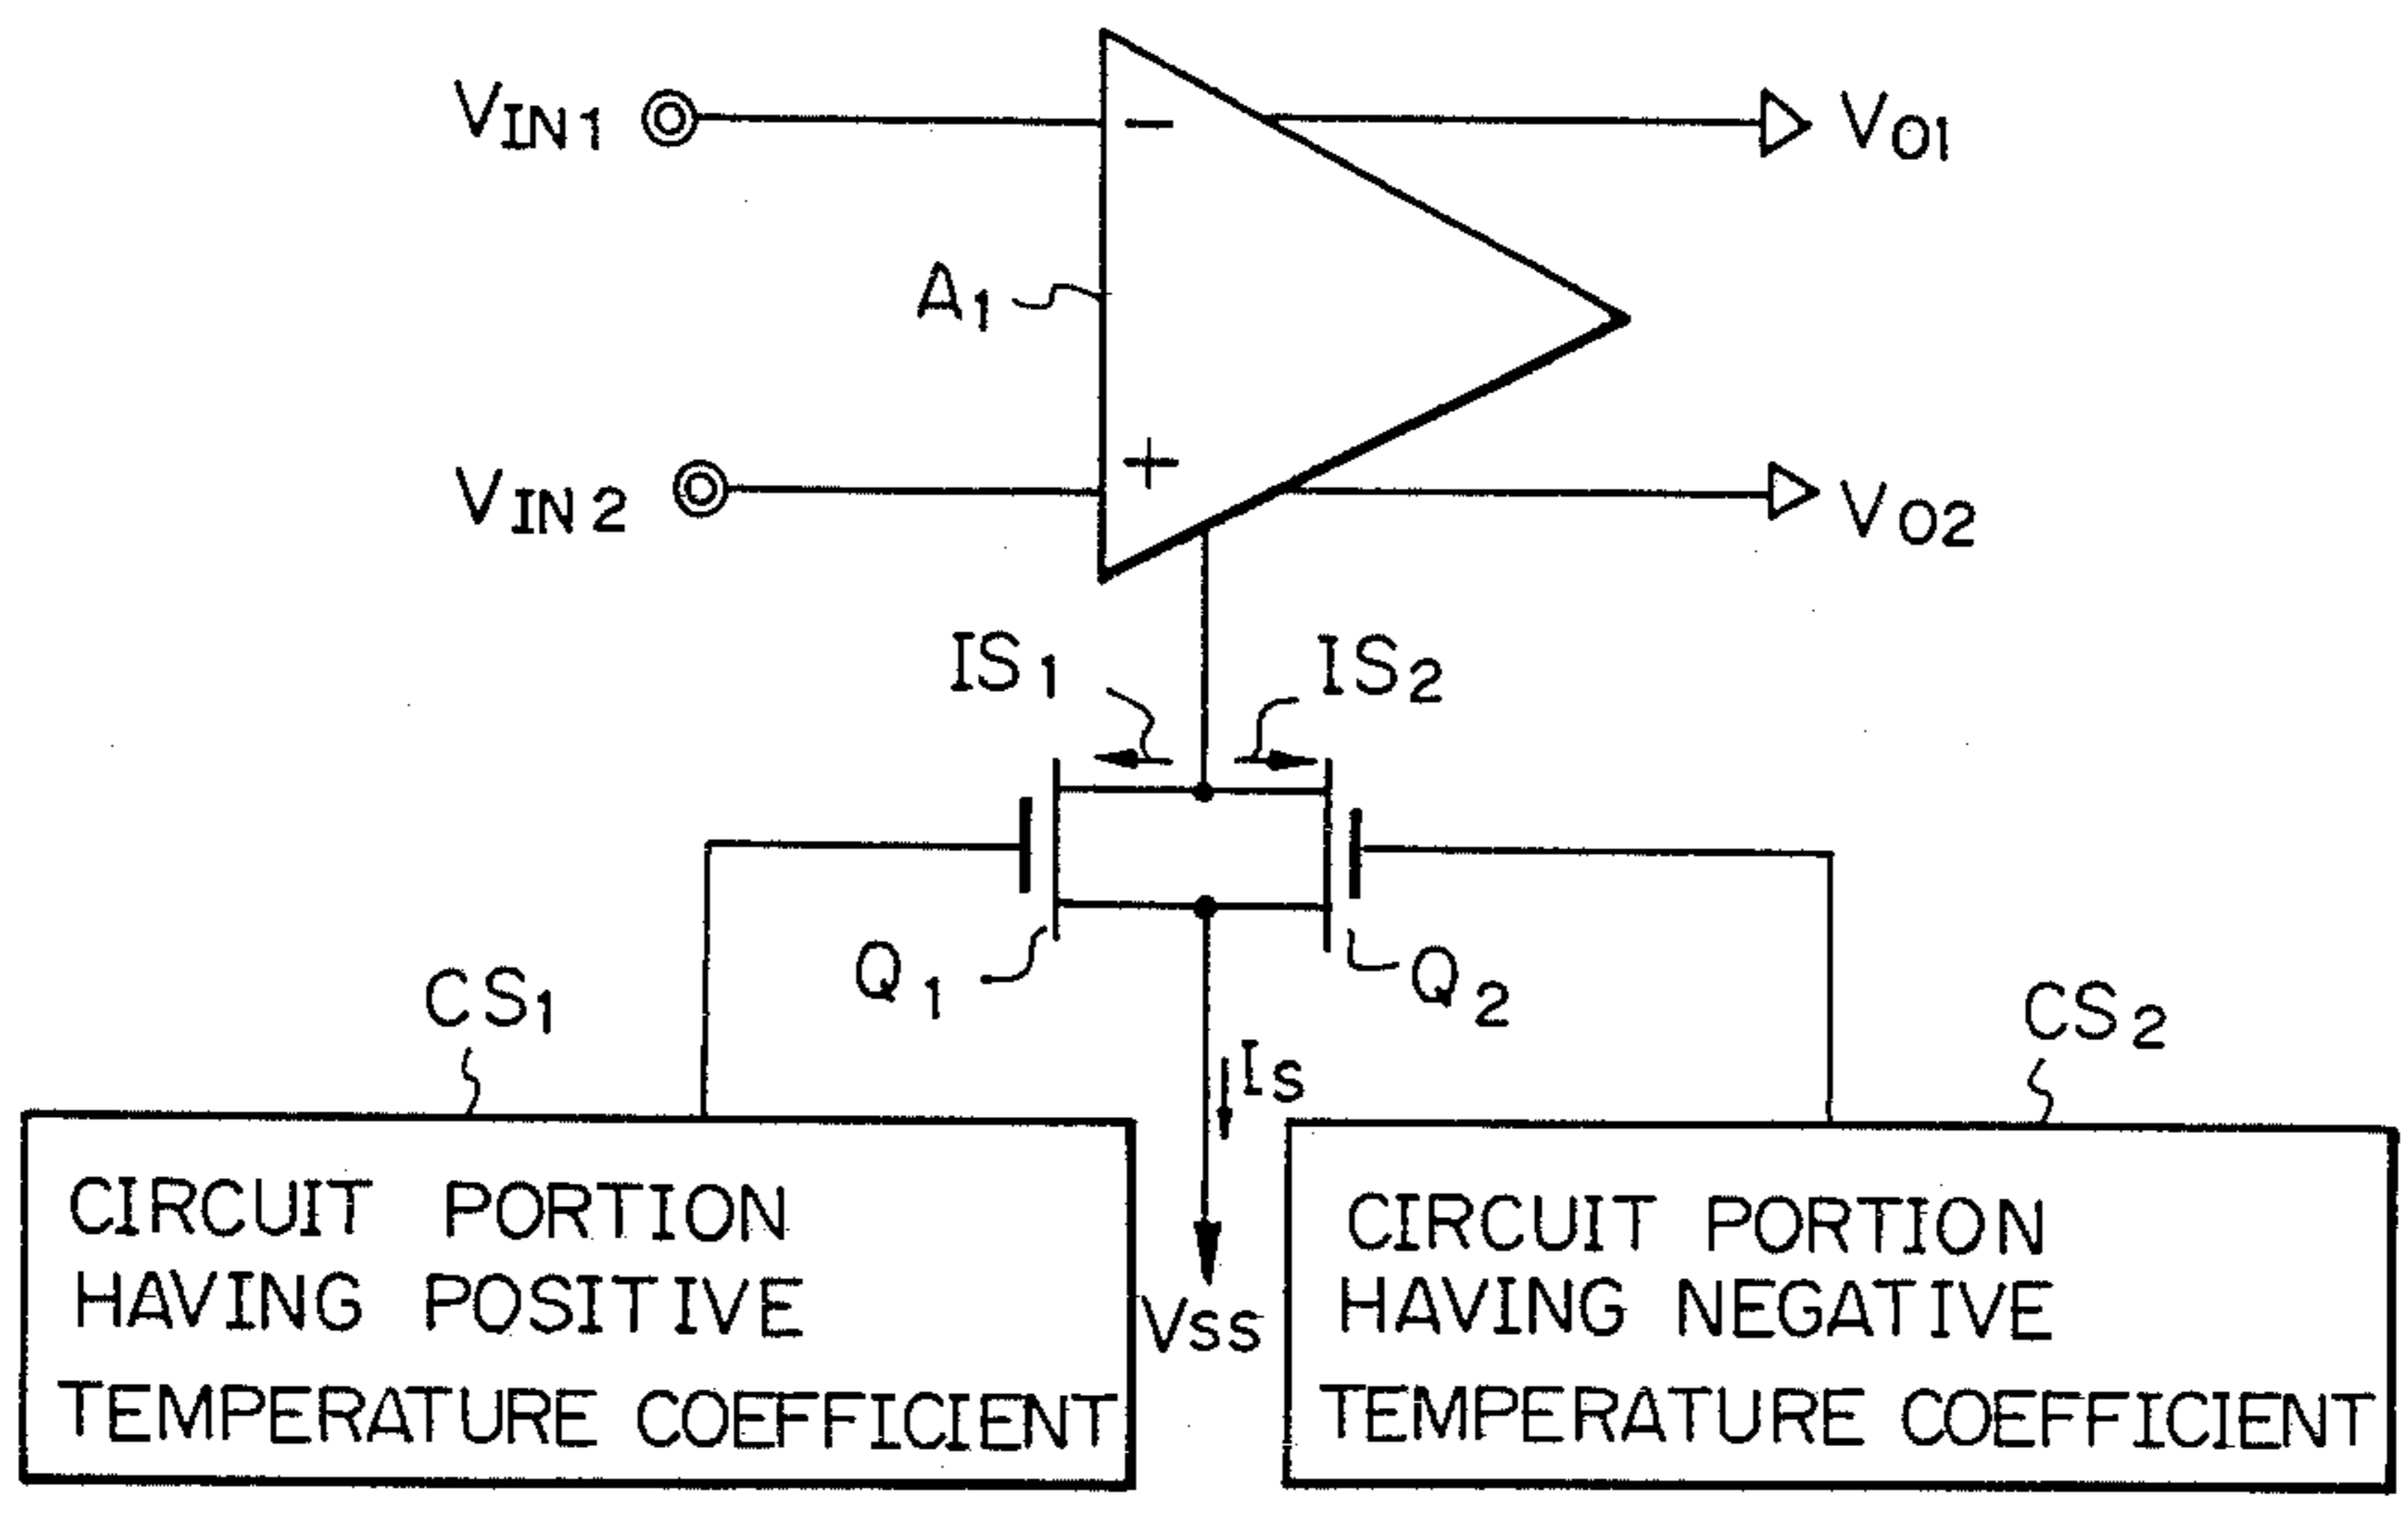 VIN1
VO1
−
A1
+
VIN2
VO2
IS1
IS2
Q1
Q2
CS1
CS2
IS
CIRCUIT PORTION
HAVING POSITIVE
TEMPERATURE COEFFICIENT
VSS
CIRCUIT PORTION
HAVING NEGATIVE
TEMPERATURE COEFFICIENT